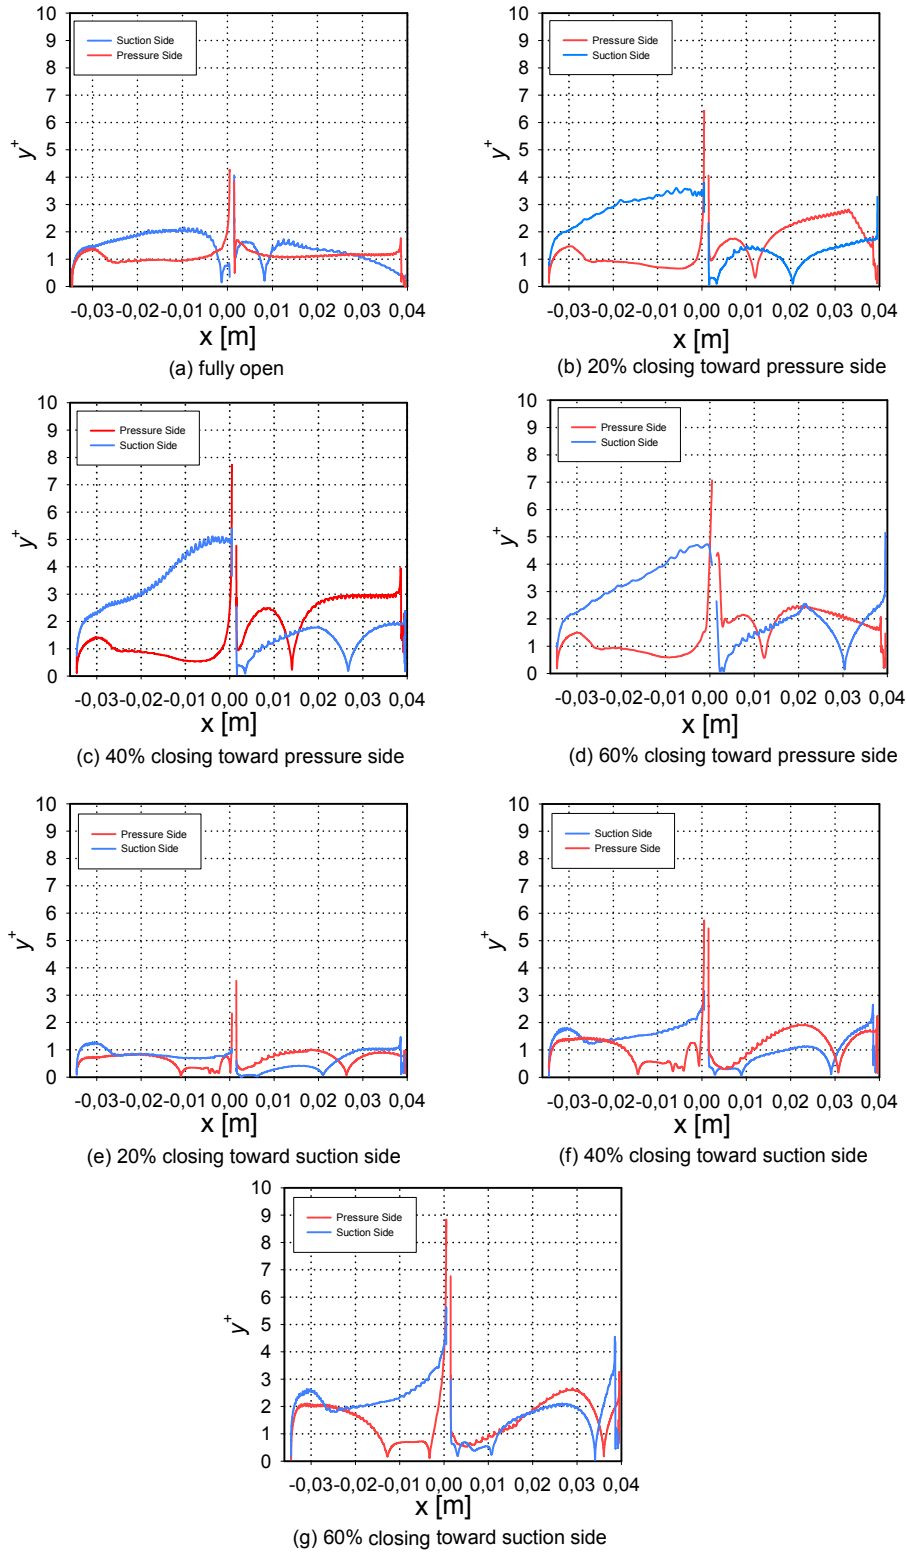 10
9
8
7
6
5
4
3
2
1
0
y+
Suction Side
Pressure Side
-0,03 -0,02 -0,01 0,00 0,01 0,02 0,03 0,04
x [m]
(a) fully open
10
9
8
7
6
5
4
3
2
1
0
y+
Pressure Side
Suction Side
-0,03 -0,02 -0,01 0,00 0,01 0,02 0,03 0,04
x [m]
(b) 20% closing toward pressure side
10
9
8
7
6
5
4
3
2
1
0
y+
Pressure Side
Suction Side
-0,03 -0,02 -0,01 0,00 0,01 0,02 0,03 0,04
x [m]
(c) 40% closing toward pressure side
10
9
8
7
6
5
4
3
2
1
0
y+
Pressure Side
Suction Side
-0,03 -0,02 -0,01 0,00 0,01 0,02 0,03 0,04
x [m]
(d) 60% closing toward pressure side
10
9
8
7
6
5
4
3
2
1
0
y+
Pressure Side
Suction Side
-0,03 -0,02 -0,01 0,00 0,01 0,02 0,03 0,04
x [m]
(e) 20% closing toward suction side
10
9
8
7
6
5
4
3
2
1
0
y+
Suction Side
Pressure Side
-0,03 -0,02 -0,01 0,00 0,01 0,02 0,03 0,04
x [m]
(f) 40% closing toward suction side
10
9
8
7
6
5
4
3
2
1
0
y+
Pressure Side
Suction Side
-0,03 -0,02 -0,01 0,00 0,01 0,02 0,03 0,04
x [m]
(g) 60% closing toward suction side